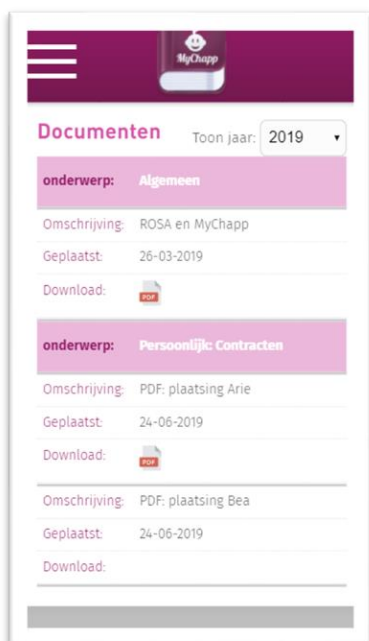 MyChapp
Documenten Toon jaar: 2019
onderwerp: Algemeen
Omschrijving: ROSA en MyChapp
Geplaatst: 26-03-2019
Download: PDF
onderwerp: Persoonlijk: Contracten
Omschrijving: PDF: plaatsing Arie
Geplaatst: 24-06-2019
Download: PDF
Omschrijving: PDF: plaatsing Bea
Geplaatst: 24-06-2019
Download: